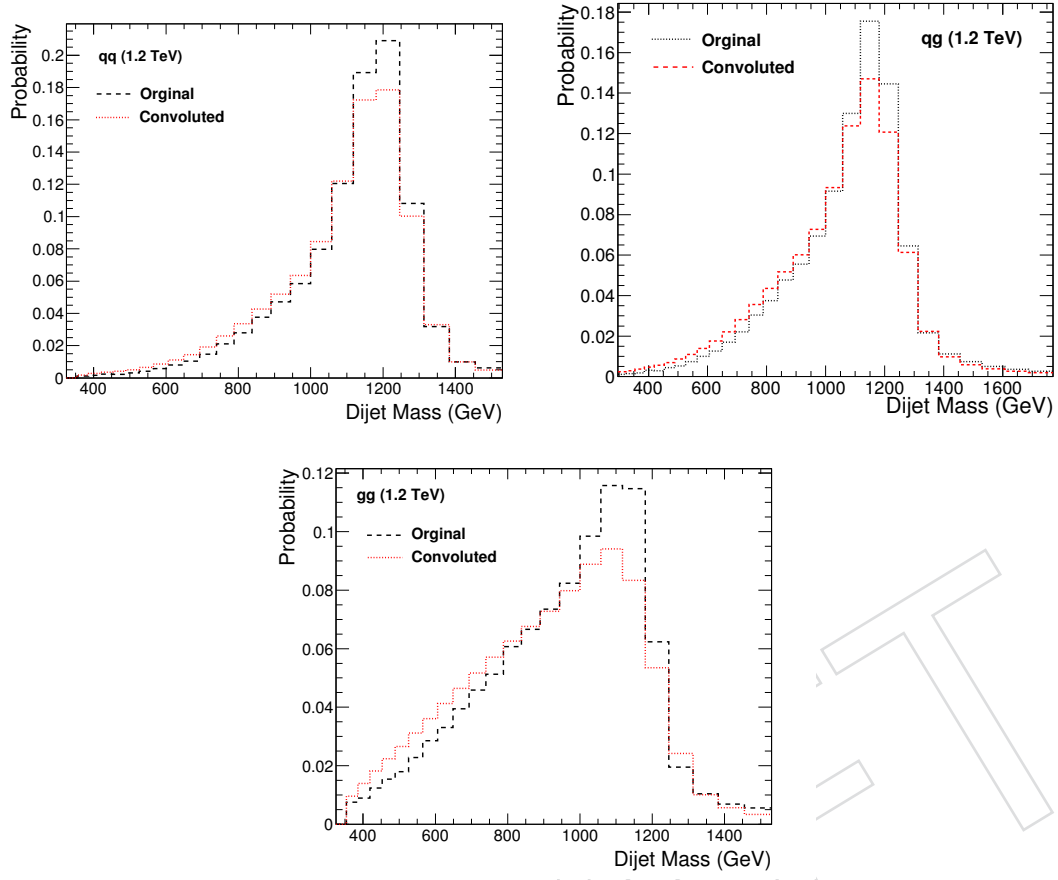 Probability
qq (1.2 TeV)
Orginal
Convoluted
0.2
0.18
0.16
0.14
0.12
0.1
0.08
0.06
0.04
0.02
0
400 600 800 1000 1200 1400
Dijet Mass (GeV)
Probability
qg (1.2 TeV)
Orginal
Convoluted
0.18
0.16
0.14
0.12
0.1
0.08
0.06
0.04
0.02
0
400 600 800 1000 1200 1400 1600
Dijet Mass (GeV)
Probability
gg (1.2 TeV)
Orginal
Convoluted
0.12
0.1
0.08
0.06
0.04
0.02
0
400 600 800 1000 1200 1400
Dijet Mass (GeV)
T